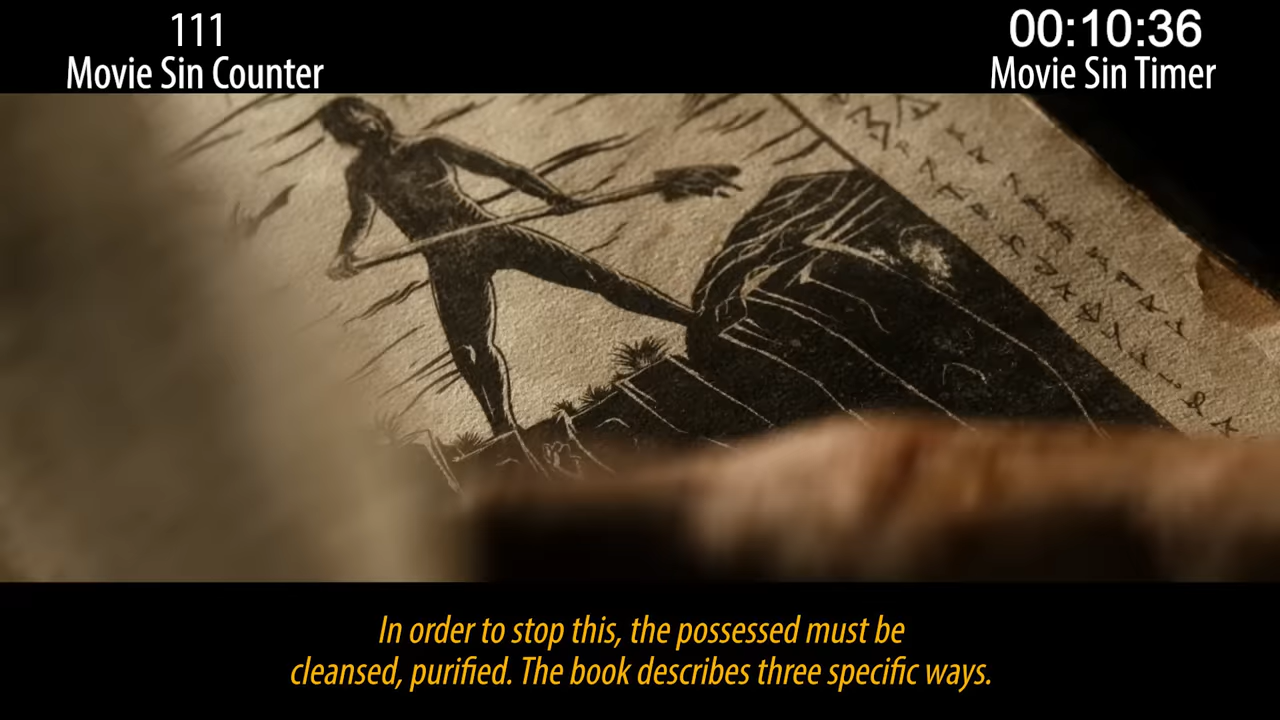 111
Movie Sin Counter
00:10:36
Movie Sin Timer
In order to stop this, the possessed must be
cleansed, purified. The book describes three specific ways.